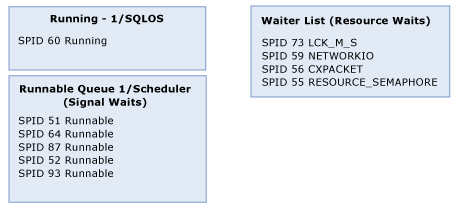 Running - 1/SQLOS
SPID 60 Running
Runnable Queue 1/Scheduler
(Signal Waits)
SPID 51 Runnable
SPID 64 Runnable
SPID 87 Runnable
SPID 52 Runnable
SPID 93 Runnable
Waiter List (Resource Waits)
SPID 73 LCK_M_S
SPID 59 NETWORKIO
SPID 56 CXPACKET
SPID 55 RESOURCE_SEMAPHORE